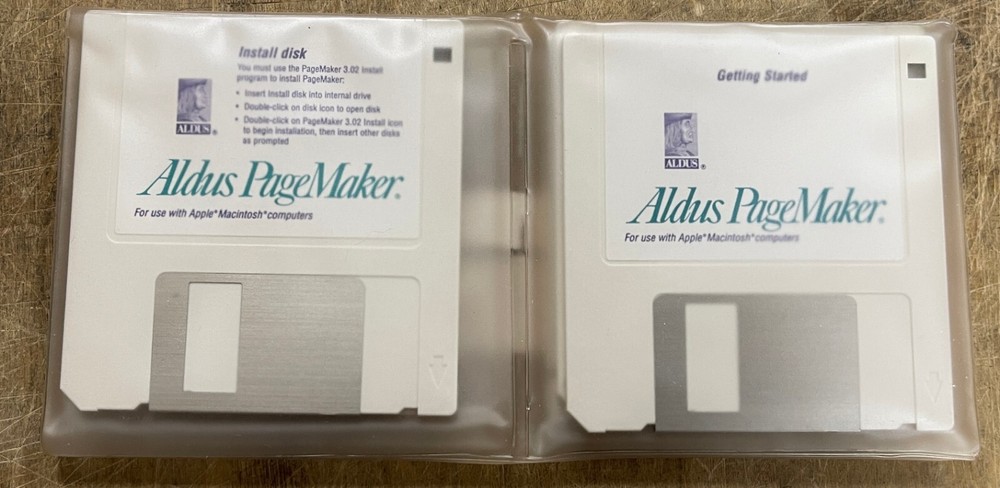 Install disk
You must use the PageMaker 3.02 Install
program to install PageMaker:
• Insert Install disk into internal drive
• Double-click on disk icon to open disk
• Double-click on PageMaker 3.02 Install icon
to begin installation, then insert other disks
as prompted
ALDUS®
Aldus PageMaker®
For use with Apple® Macintosh® computers
Getting Started
ALDUS®
Aldus PageMaker®
For use with Apple® Macintosh® computers